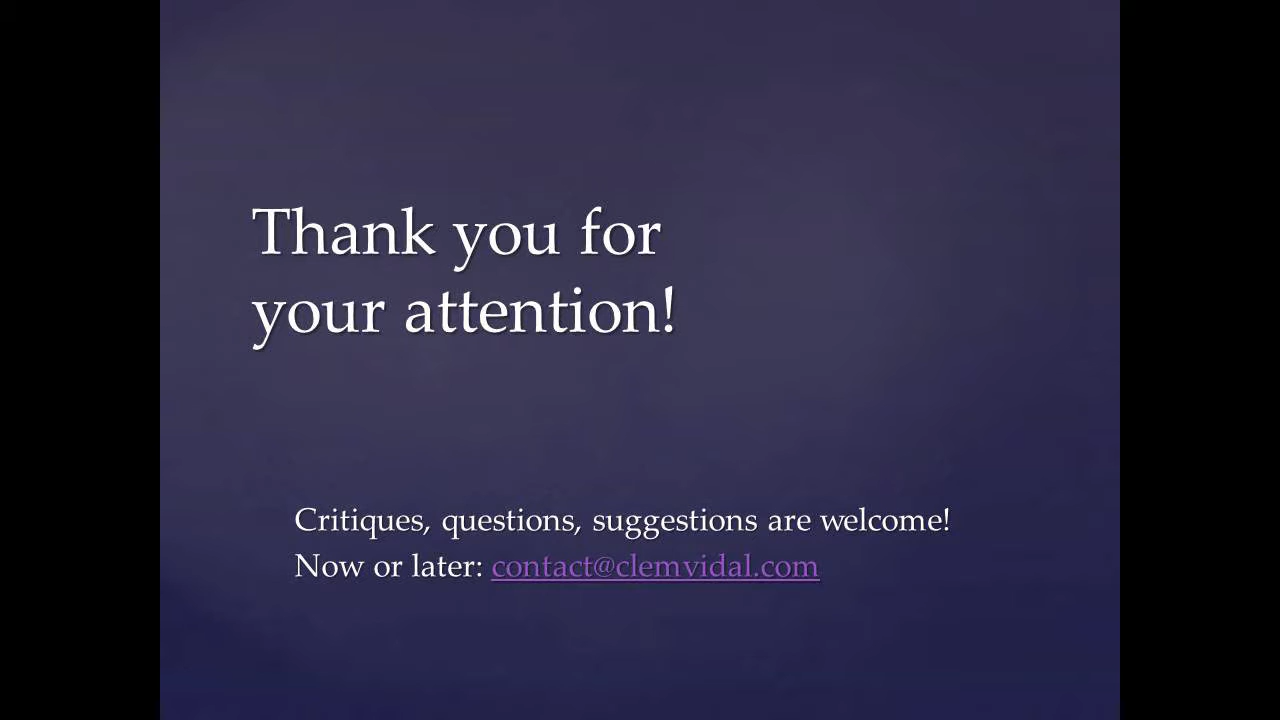 Thank you for
your attention!
Critiques, questions, suggestions are welcome!
Now or later: contact@clemvidal.com